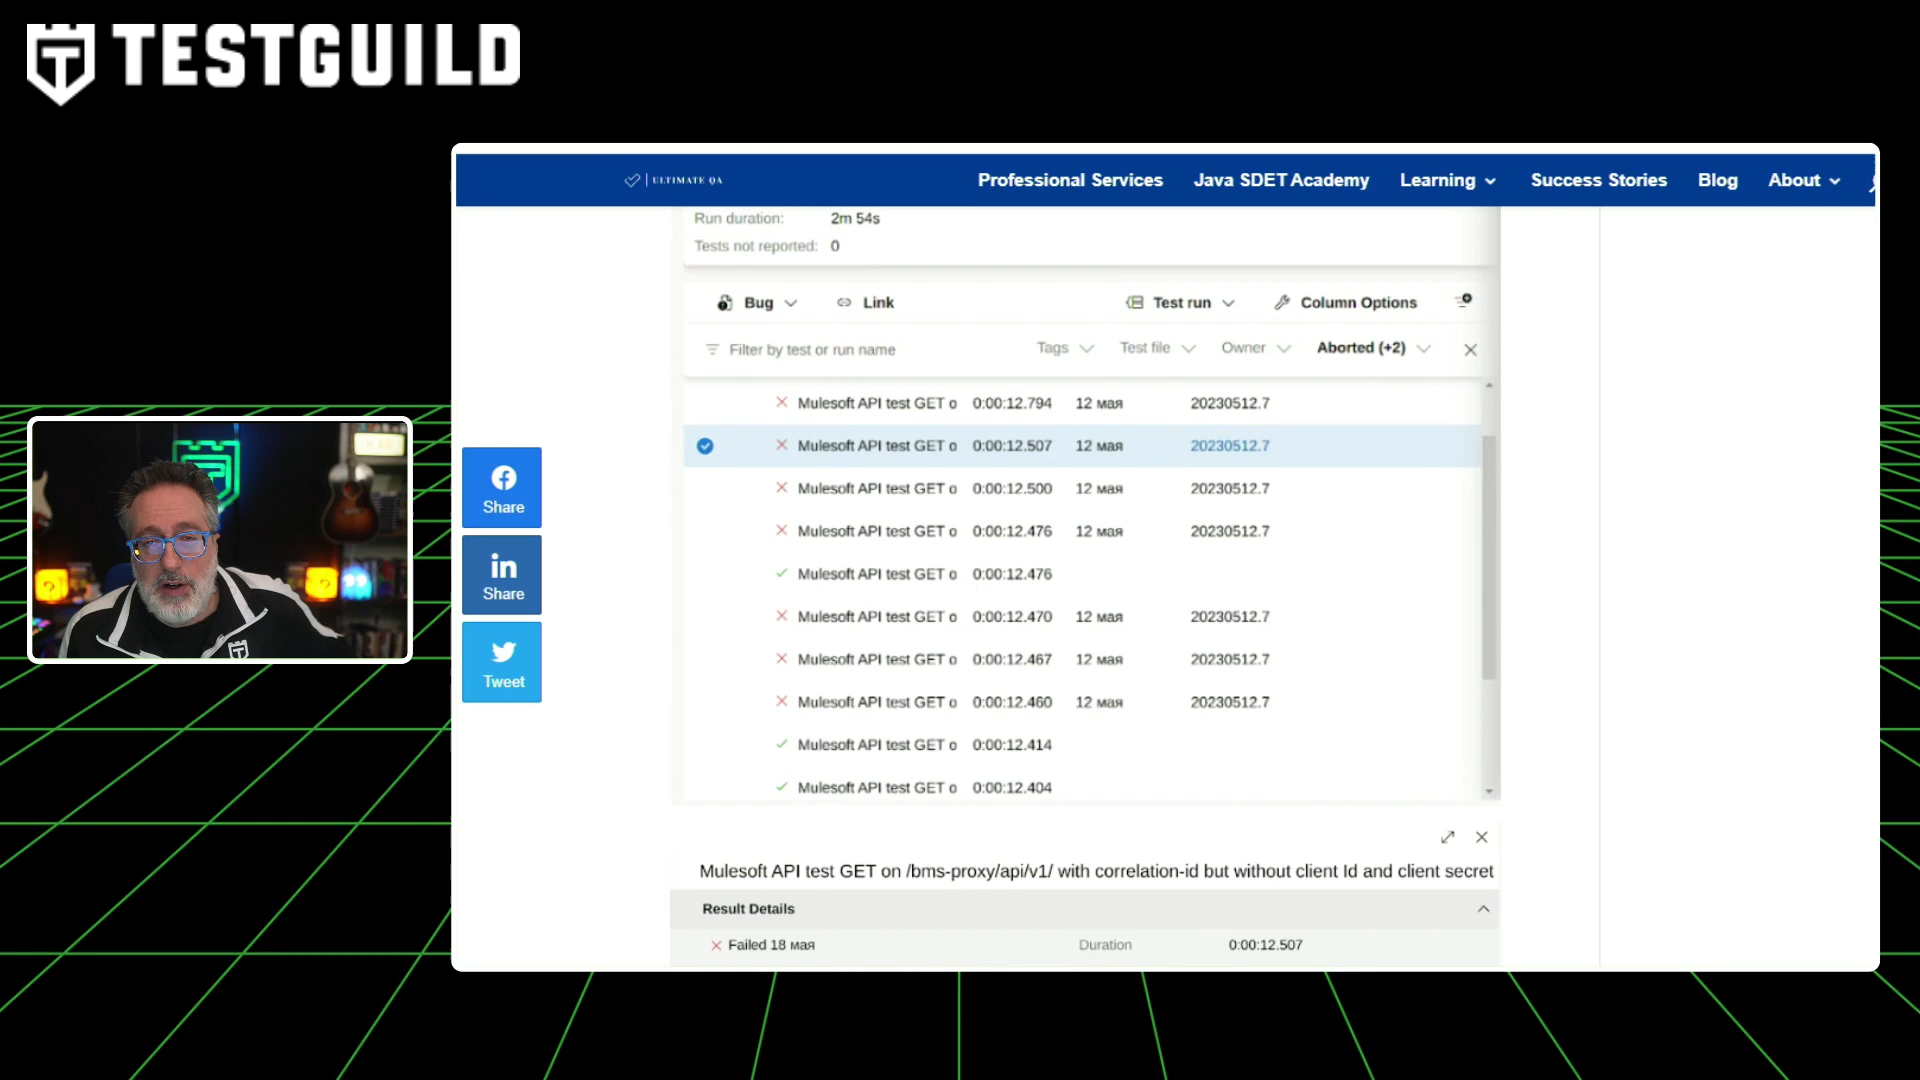 TESTGUILD
ULTIMATE QA
Professional Services
Java SDET Academy
Learning
Success Stories
Blog
About
Run duration: 2m 54s
Tests not reported: 0
Bug
Link
Test run
Column Options
Filter by test or run name
Tags
Test file
Owner
Aborted (+2)
Mulesoft API test GET o 0:00:12.794 12 мая 20230512.7
Mulesoft API test GET o 0:00:12.507 12 мая 20230512.7
Mulesoft API test GET o 0:00:12.500 12 мая 20230512.7
Mulesoft API test GET o 0:00:12.476 12 мая 20230512.7
Mulesoft API test GET o 0:00:12.476
Mulesoft API test GET o 0:00:12.470 12 мая 20230512.7
Mulesoft API test GET o 0:00:12.467 12 мая 20230512.7
Mulesoft API test GET o 0:00:12.460 12 мая 20230512.7
Mulesoft API test GET o 0:00:12.414
Mulesoft API test GET o 0:00:12.404
Share
Share
Tweet
Mulesoft API test GET on /bms-proxy/api/v1/ with correlation-id but without client Id and client secret
Result Details
Failed 18 мая Duration 0:00:12.507